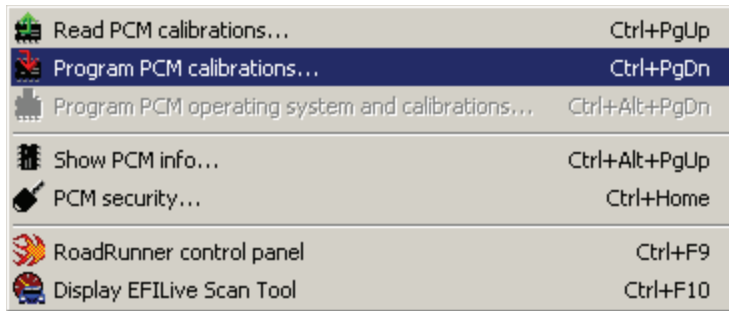 Read PCM calibrations... Ctrl+PgUp
Program PCM calibrations... Ctrl+PgDn
Program PCM operating system and calibrations... Ctrl+Alt+PgDn
Show PCM info... Ctrl+Alt+PgUp
PCM security... Ctrl+Home
RoadRunner control panel Ctrl+F9
Display EFILive Scan Tool Ctrl+F10